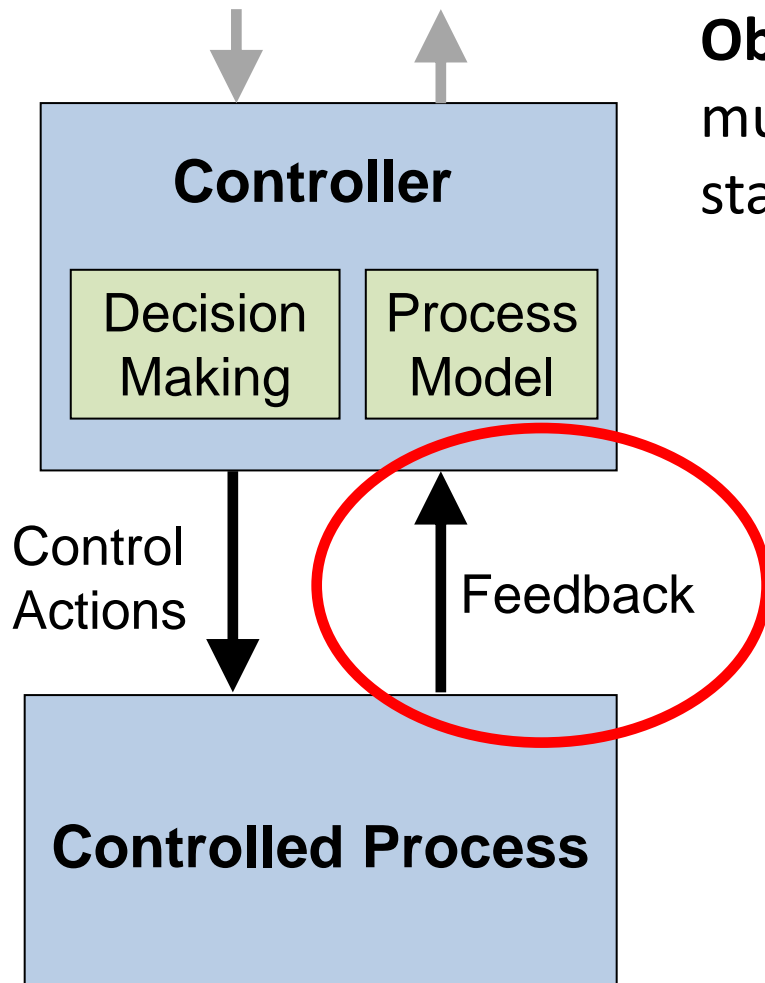 Controller
Decision
Making
Process
Model
Control
Actions
Feedback
Controlled Process